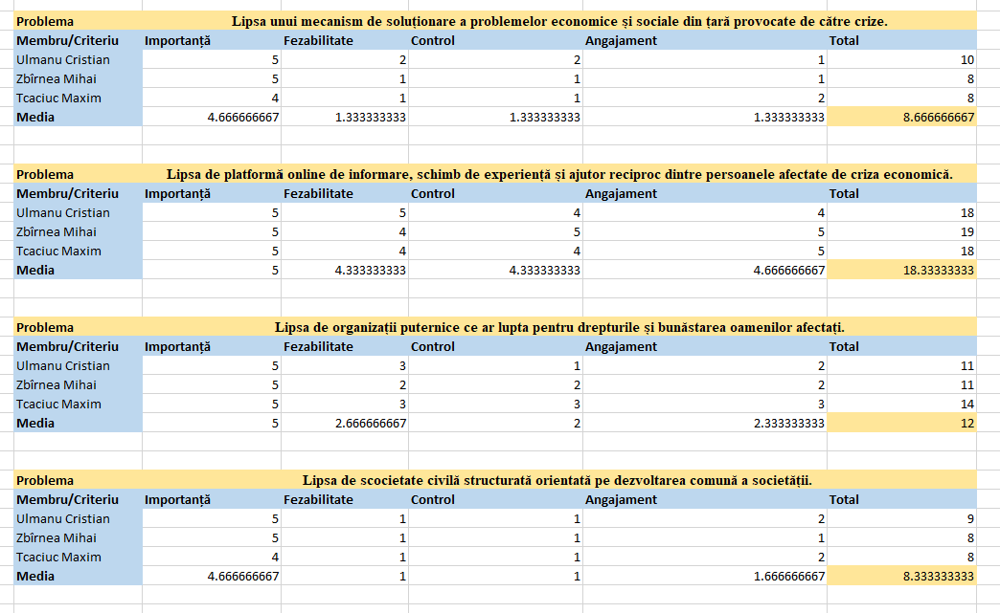 Problema Lipsa unui mecanism de soluționare a problemelor economice și sociale din țară provocate de către crize.
Membru/Criteriu Importanță Fezabilitate Control Angajament Total
Ulmanu Cristian 5 2 2 1 10
Zbîrnea Mihai 5 1 1 1 8
Tcaciuc Maxim 4 1 1 2 8
Media 4.666666667 1.333333333 1.333333333 1.333333333 8.666666667
Problema Lipsa de platformă online de informare, schimb de experiență și ajutor reciproc dintre persoanele afectate de criza economică.
Membru/Criteriu Importanță Fezabilitate Control Angajament Total
Ulmanu Cristian 5 5 4 4 18
Zbîrnea Mihai 5 4 5 5 19
Tcaciuc Maxim 5 4 4 5 18
Media 5 4.333333333 4.333333333 4.666666667 18.33333333
Problema Lipsa de organizații puternice ce ar lupta pentru drepturile și bunăstarea oamenilor afectați.
Membru/Criteriu Importanță Fezabilitate Control Angajament Total
Ulmanu Cristian 5 3 1 2 11
Zbîrnea Mihai 5 2 2 2 11
Tcaciuc Maxim 5 3 3 3 14
Media 5 2.666666667 2 2.333333333 12
Problema Lipsa de scocietate civilă structurată orientată pe dezvoltarea comună a societății.
Membru/Criteriu Importanță Fezabilitate Control Angajament Total
Ulmanu Cristian 5 1 1 2 9
Zbîrnea Mihai 5 1 1 1 8
Tcaciuc Maxim 4 1 1 2 8
Media 4.666666667 1 1 1.666666667 8.333333333